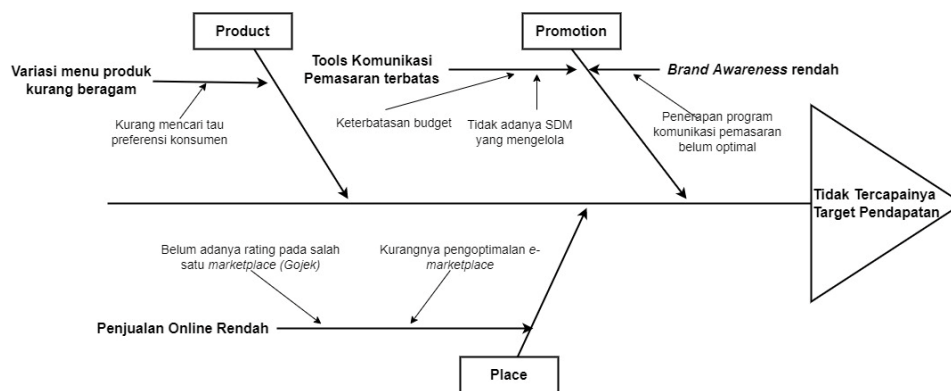 Product
Promotion
Variasi menu produk
kurang beragam
Tools Komunikasi
Pemasaran terbatas
Brand Awareness rendah
Kurang mencari tau
preferensi konsumen
Keterbatasan budget
Tidak adanya SDM
yang mengelola
Penerapan program
komunikasi pemasaran
belum optimal
Tidak Tercapainya
Target Pendapatan
Belum adanya rating pada salah
satu marketplace (Gojek)
Kurangnya pengoptimalan e-
marketplace
Penjualan Online Rendah
Place